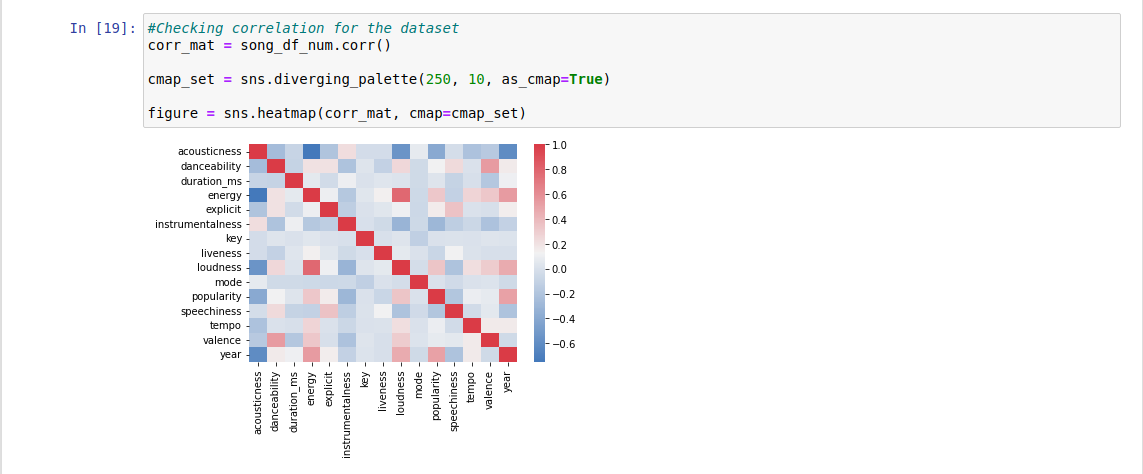 In [19]:
#Checking correlation for the dataset
corr_mat = song_df_num.corr()
cmap_set = sns.diverging_palette(250, 10, as_cmap=True)
figure = sns.heatmap(corr_mat, cmap=cmap_set)
acousticness
danceability
duration_ms
energy
explicit
instrumentalness
key
liveness
loudness
mode
popularity
speechiness
tempo
valence
year
1.0
0.8
0.6
0.4
0.2
0.0
−0.2
−0.4
−0.6
acousticness
danceability
duration_ms
energy
explicit
instrumentalness
key
liveness
loudness
mode
popularity
speechiness
tempo
valence
year